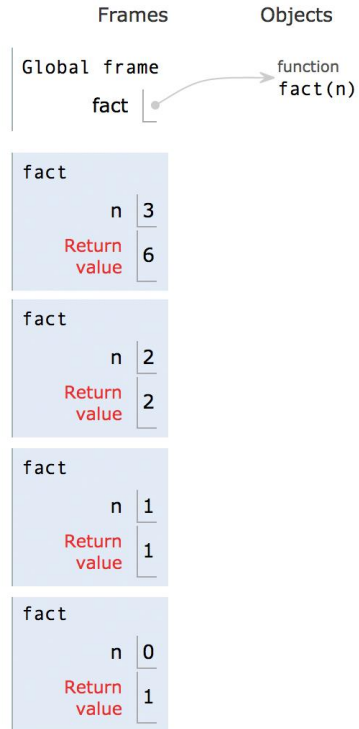 Frames Objects
Global frame
function
fact
fact(n)
fact
n 3
Return
value 6
fact
n 2
Return
value 2
fact
n 1
Return
value 1
fact
n 0
Return
value 1